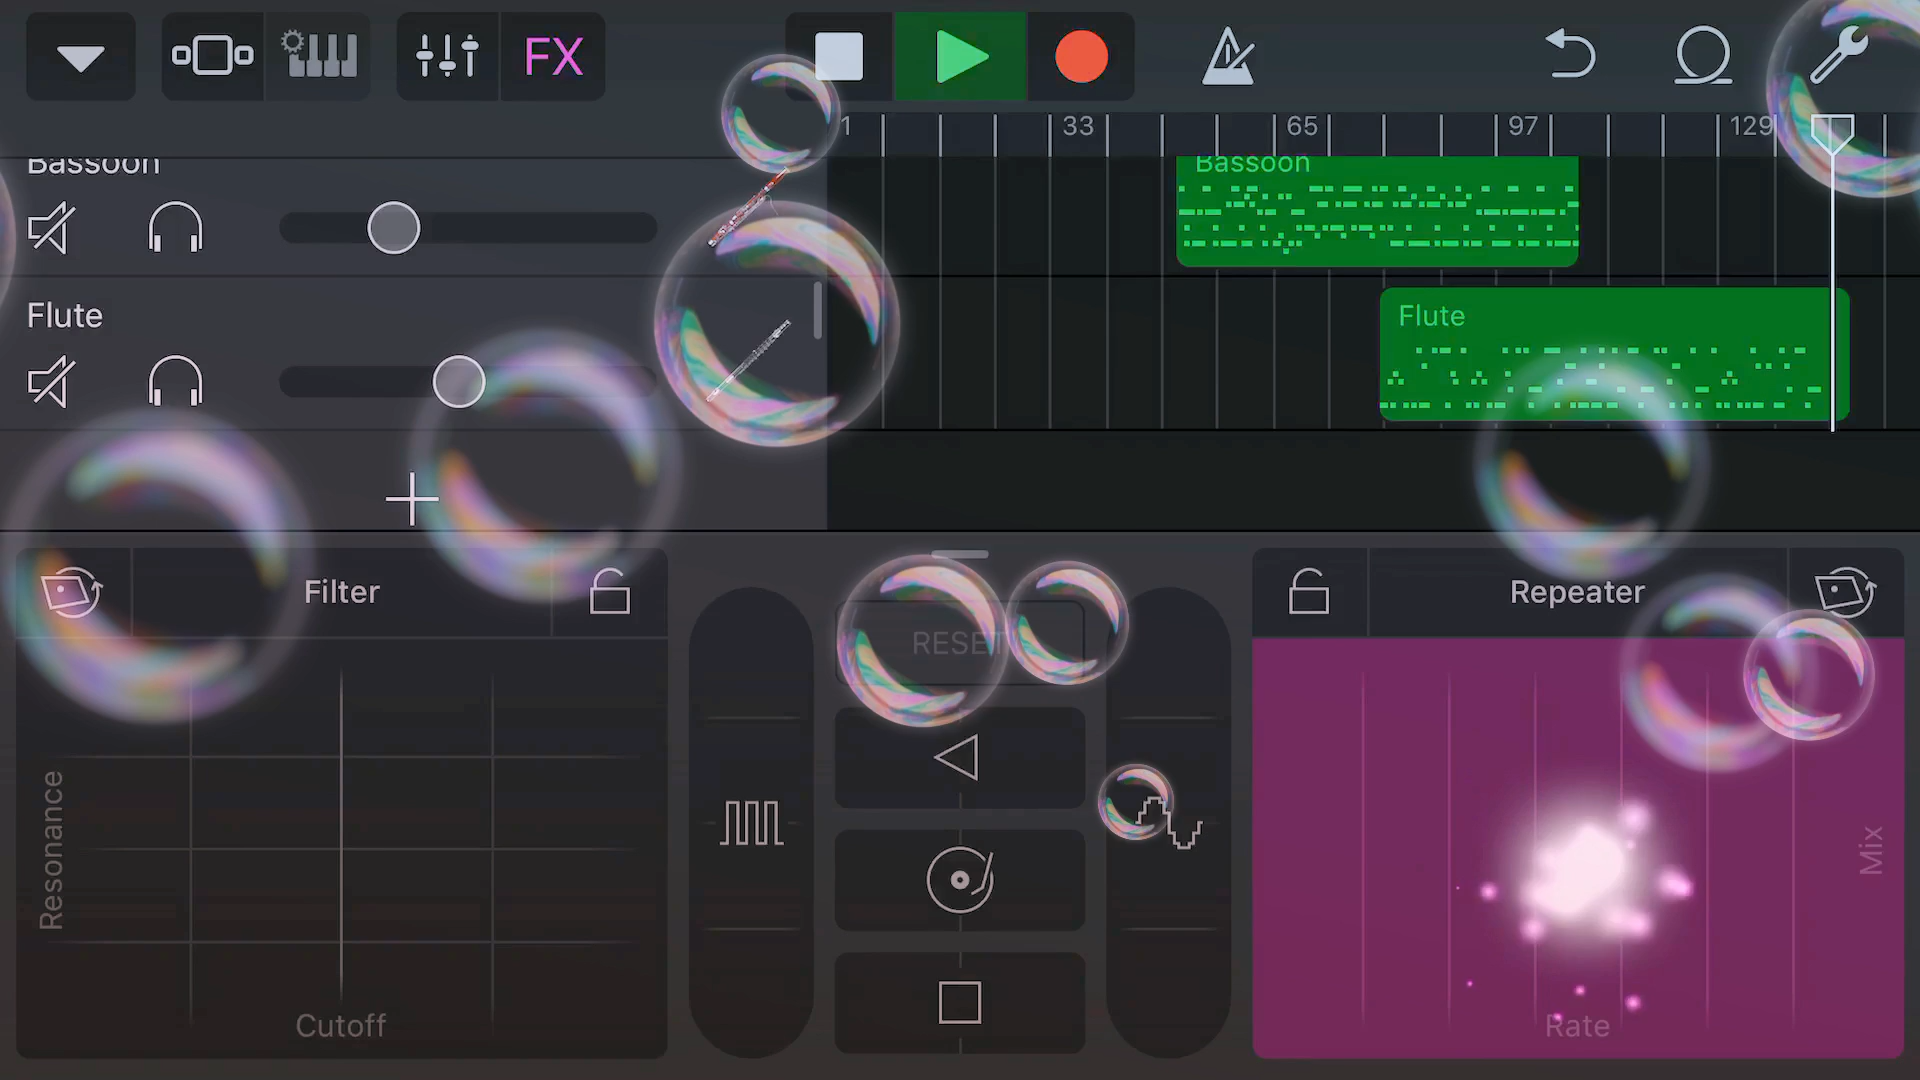 FX
1 33 65 97 129
Bassoon
Bassoon
Flute
Flute
Filter
RESET
Repeater
Resonance
Mix
Cutoff
Rate